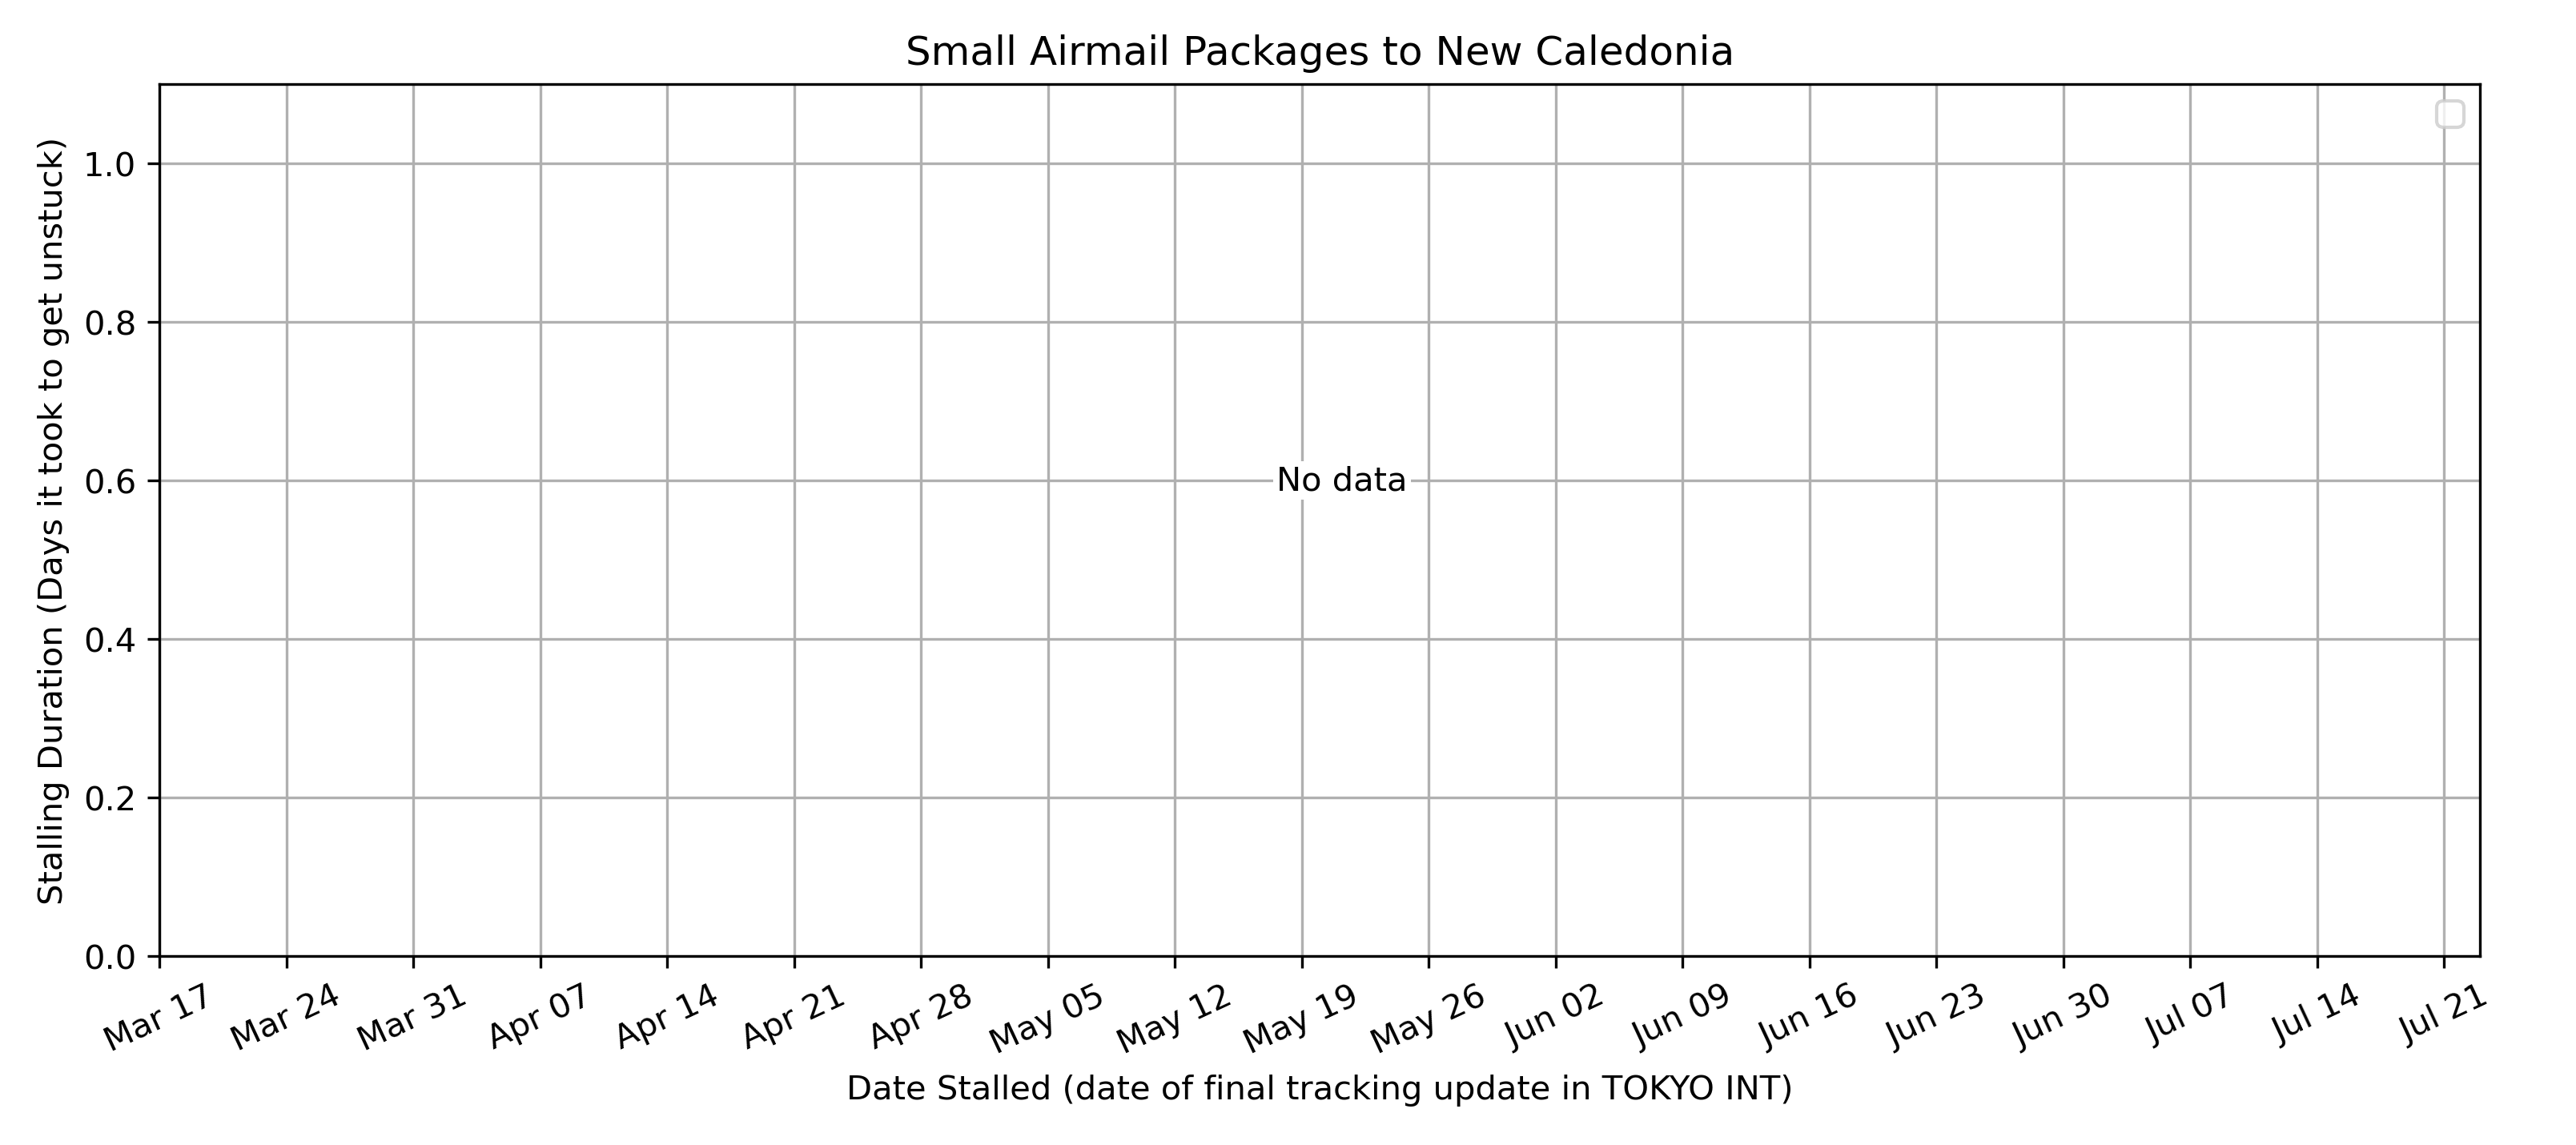 Small Airmail Packages to New Caledonia
Stalling Duration (Days it took to get unstuck)
1.0
0.8
0.6
0.4
0.2
0.0
No data
Mar 17
Mar 24
Mar 31
Apr 07
Apr 14
Apr 21
Apr 28
May 05
May 12
May 19
May 26
Jun 02
Jun 09
Jun 16
Jun 23
Jun 30
Jul 07
Jul 14
Jul 21
Date Stalled (date of final tracking update in TOKYO INT)